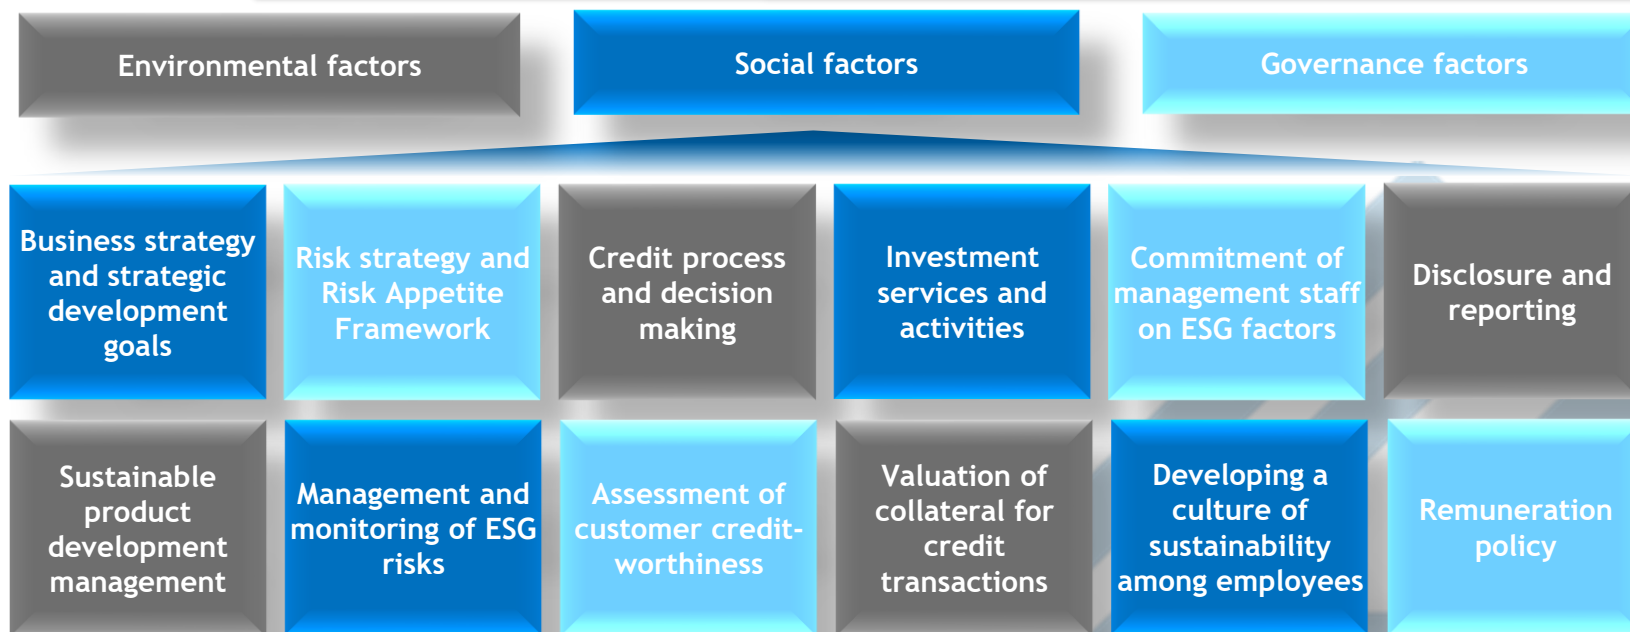 Environmental factors
Social factors
Governance factors
Business strategy
and strategic
development
goals
Risk strategy and
Risk Appetite
Framework
Credit process
and decision
making
Investment
services and
activities
Commitment of
management staff
on ESG factors
Disclosure and
reporting
Sustainable
product
development
management
Management and
monitoring of ESG
risks
Assessment of
customer credit-
worthiness
Valuation of
collateral for
credit
transactions
Developing a
culture of
sustainability
among employees
Remuneration
policy